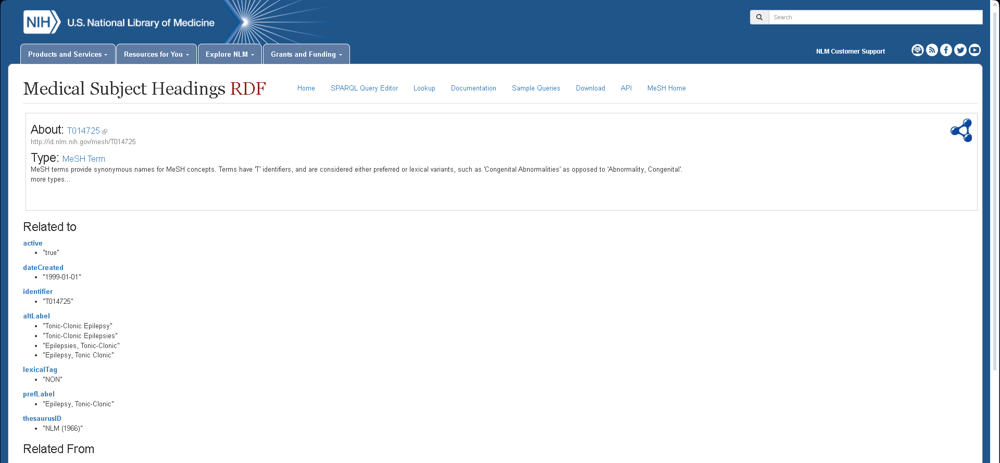 NIH U.S. National Library of Medicine
Search
Products and Services
Resources for You
Explore NLM
Grants and Funding
NLM Customer Support
Medical Subject Headings RDF
Home
SPARQL Query Editor
Lookup
Documentation
Sample Queries
Download
API
MeSH Home
About: T014725
http://id.nlm.nih.gov/mesh/T014725
Type: MeSH Term
MeSH terms provide synonymous names for MeSH concepts. Terms have 'T' identifiers, and are considered either preferred or lexical variants, such as 'Congenital Abnormalities' as opposed to 'Abnormality, Congenital'.
more types...
Related to
active
"true"
dateCreated
"1999-01-01"
identifier
"T014725"
altLabel
"Tonic-Clonic Epilepsy"
"Tonic-Clonic Epilepsies"
"Epilepsies, Tonic-Clonic"
"Epilepsy, Tonic Clonic"
lexicalTag
"NON"
prefLabel
"Epilepsy, Tonic-Clonic"
thesaurusID
"NLM (1966)"
Related From